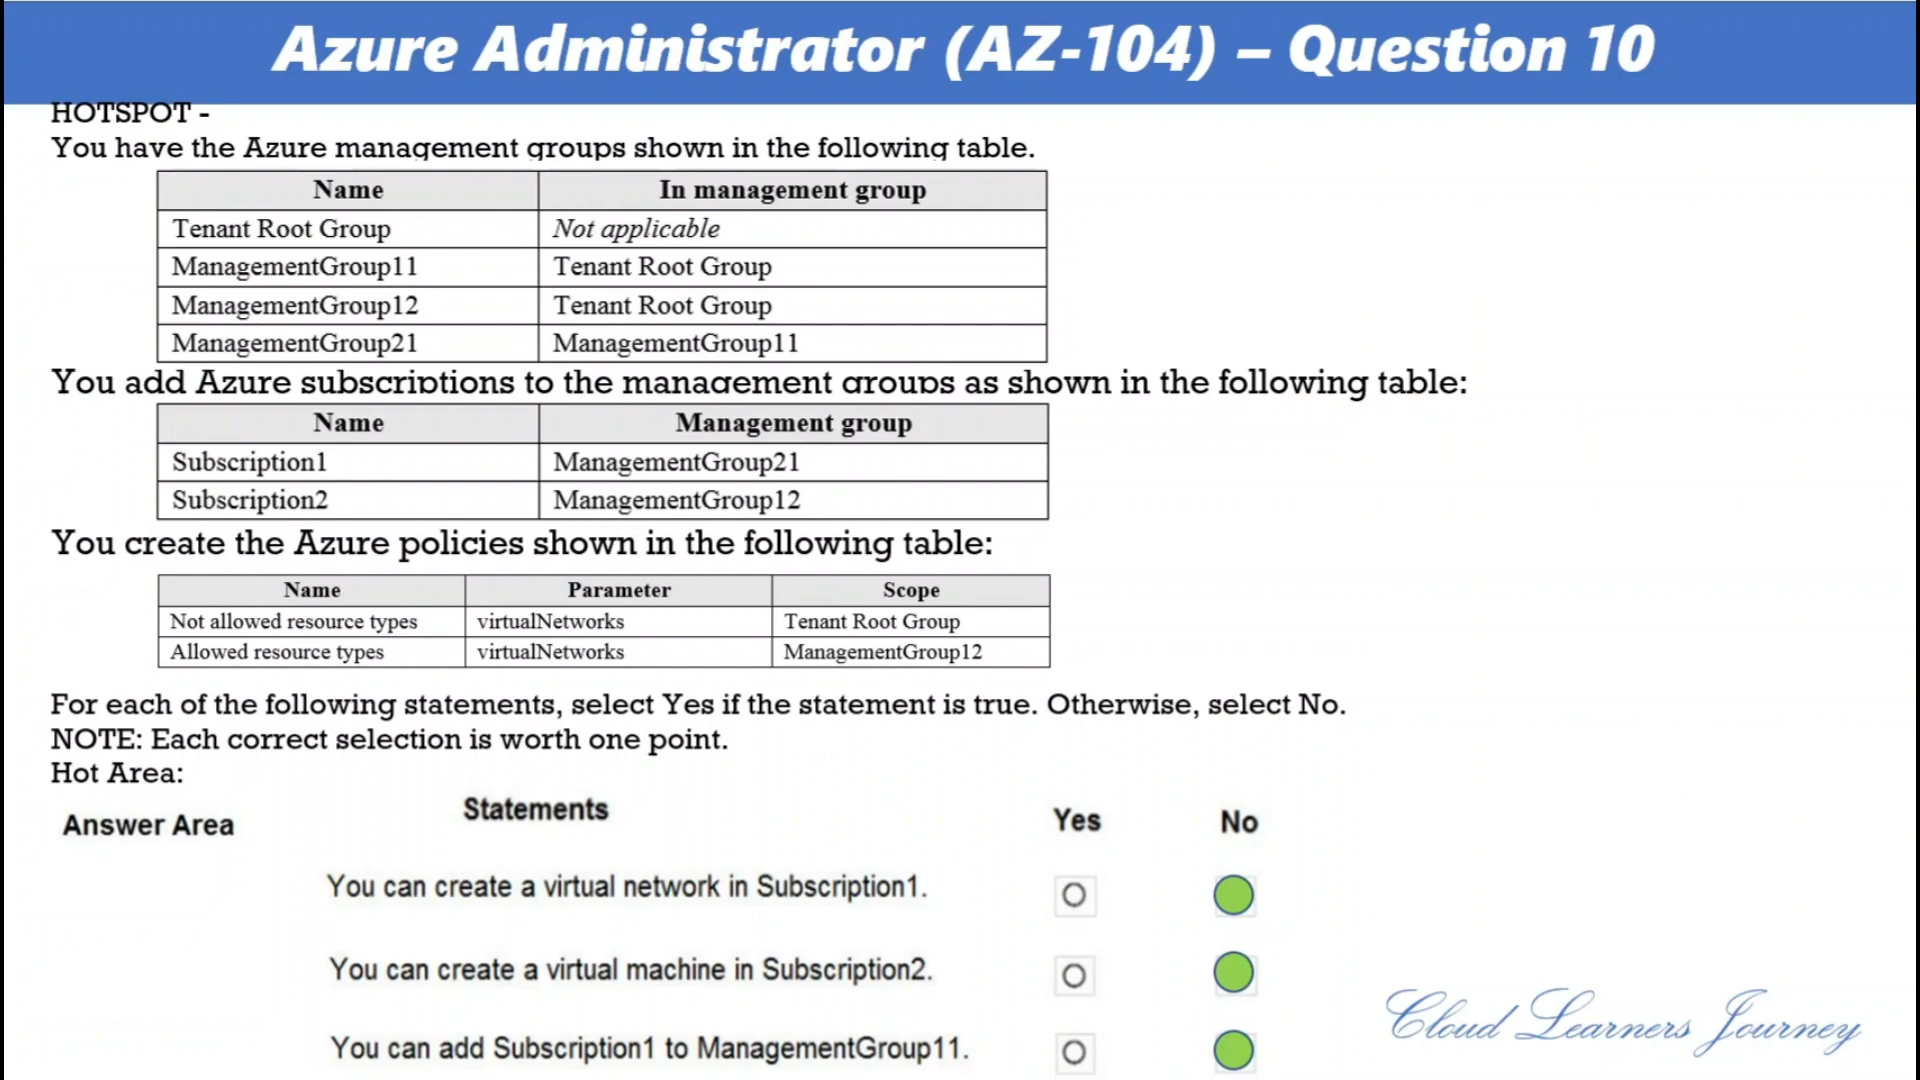 Azure Administrator (AZ-104) – Question 10
HOTSPOT -
You have the Azure management groups shown in the following table.
Name In management group
Tenant Root Group Not applicable
ManagementGroup11 Tenant Root Group
ManagementGroup12 Tenant Root Group
ManagementGroup21 ManagementGroup11
You add Azure subscriptions to the management groups as shown in the following table:
Name Management group
Subscription1 ManagementGroup21
Subscription2 ManagementGroup12
You create the Azure policies shown in the following table:
Name Parameter Scope
Not allowed resource types virtualNetworks Tenant Root Group
Allowed resource types virtualNetworks ManagementGroup12
For each of the following statements, select Yes if the statement is true. Otherwise, select No.
NOTE: Each correct selection is worth one point.
Hot Area:
Answer Area Statements Yes No
You can create a virtual network in Subscription1.
You can create a virtual machine in Subscription2.
You can add Subscription1 to ManagementGroup11.
Cloud Learners Journey